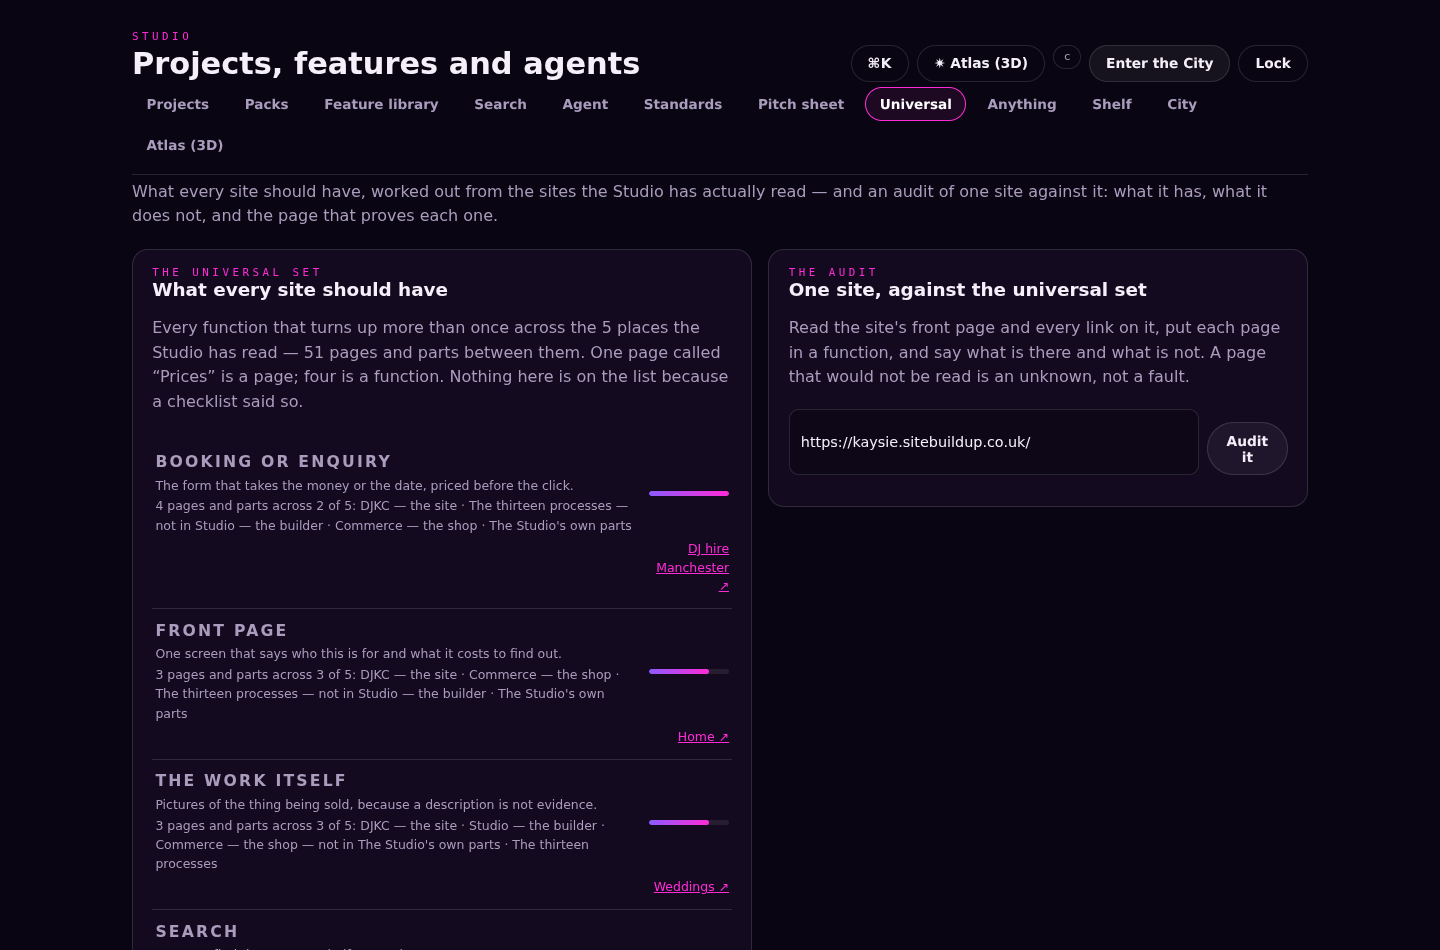 STUDIO
Projects, features and agents
⌘K
✷ Atlas (3D)
c
Enter the City
Lock
Projects
Packs
Feature library
Search
Agent
Standards
Pitch sheet
Universal
Anything
Shelf
City
Atlas (3D)
What every site should have, worked out from the sites the Studio has actually read — and an audit of one site against it: what it has, what it
does not, and the page that proves each one.
THE UNIVERSAL SET
What every site should have
Every function that turns up more than once across the 5 places the
Studio has read — 51 pages and parts between them. One page called
“Prices” is a page; four is a function. Nothing here is on the list because
a checklist said so.
BOOKING OR ENQUIRY
The form that takes the money or the date, priced before the click.
4 pages and parts across 2 of 5: DJKC — the site · The thirteen processes —
not in Studio — the builder · Commerce — the shop · The Studio's own parts
DJ hire
Manchester
↗
FRONT PAGE
One screen that says who this is for and what it costs to find out.
3 pages and parts across 3 of 5: DJKC — the site · Commerce — the shop ·
The thirteen processes — not in Studio — the builder · The Studio's own
parts
Home ↗
THE WORK ITSELF
Pictures of the thing being sold, because a description is not evidence.
3 pages and parts across 3 of 5: DJKC — the site · Studio — the builder ·
Commerce — the shop — not in The Studio's own parts · The thirteen
processes
Weddings ↗
SEARCH
THE AUDIT
One site, against the universal set
Read the site's front page and every link on it, put each page
in a function, and say what is there and what is not. A page
that would not be read is an unknown, not a fault.
https://kaysie.sitebuildup.co.uk/
Audit
it